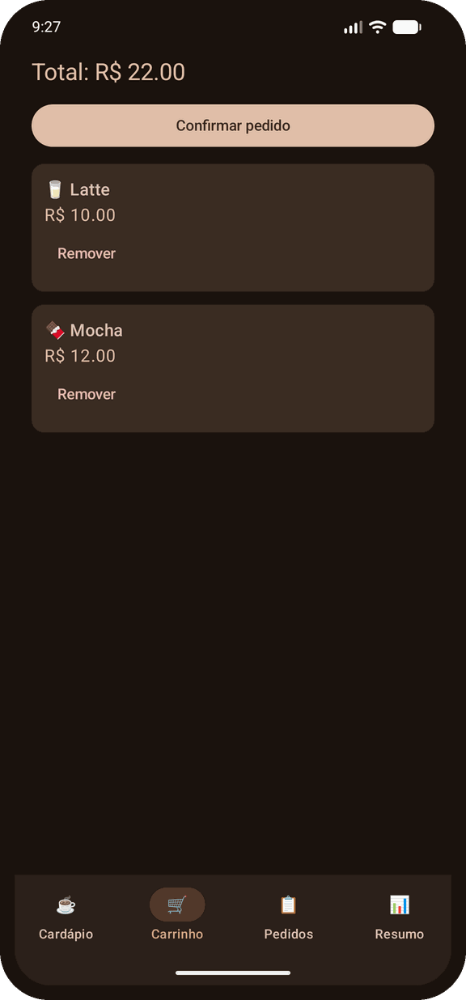 9:27
Total: R$ 22.00
Confirmar pedido
Latte
R$ 10.00
Remover
Mocha
R$ 12.00
Remover
Cardápio
Carrinho
Pedidos
Resumo